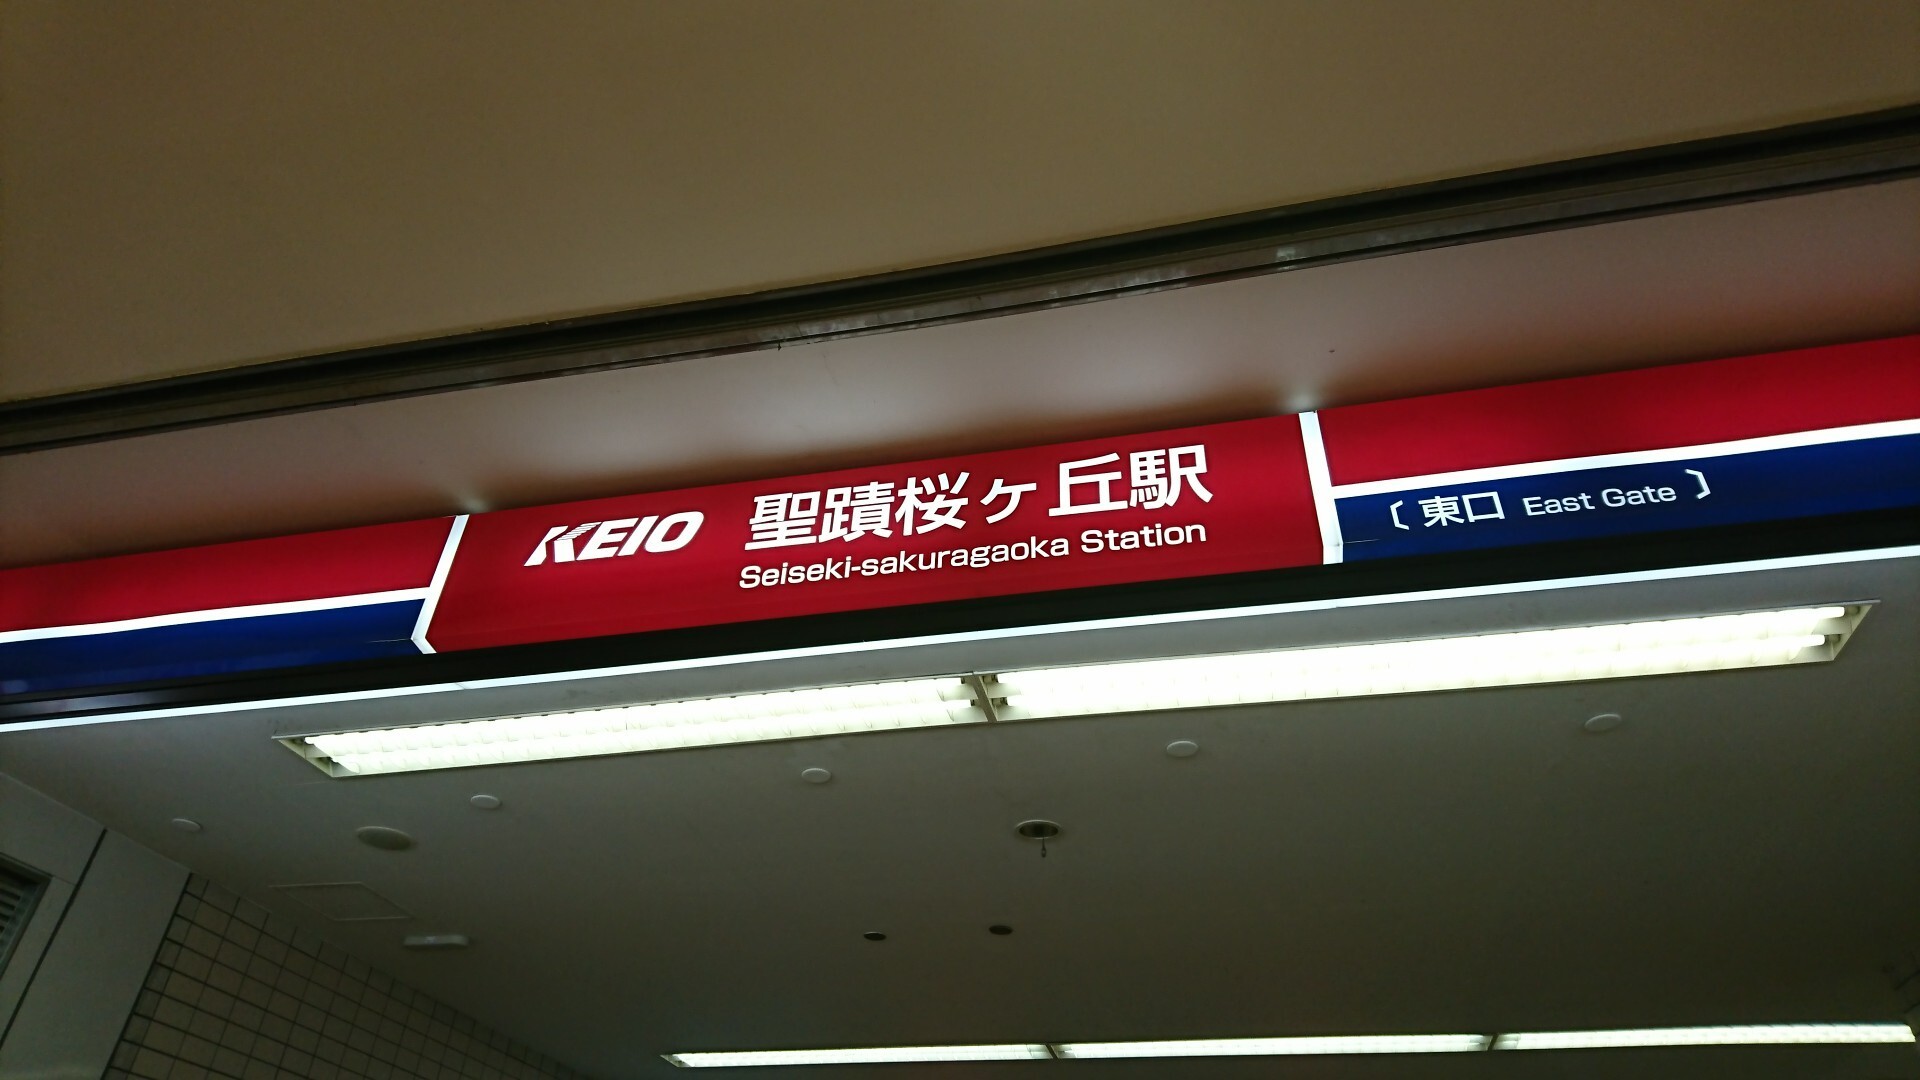 KEIO 聖蹟桜ヶ丘駅
Seiseki-sakuragaoka Station
〔 東口 East Gate 〕